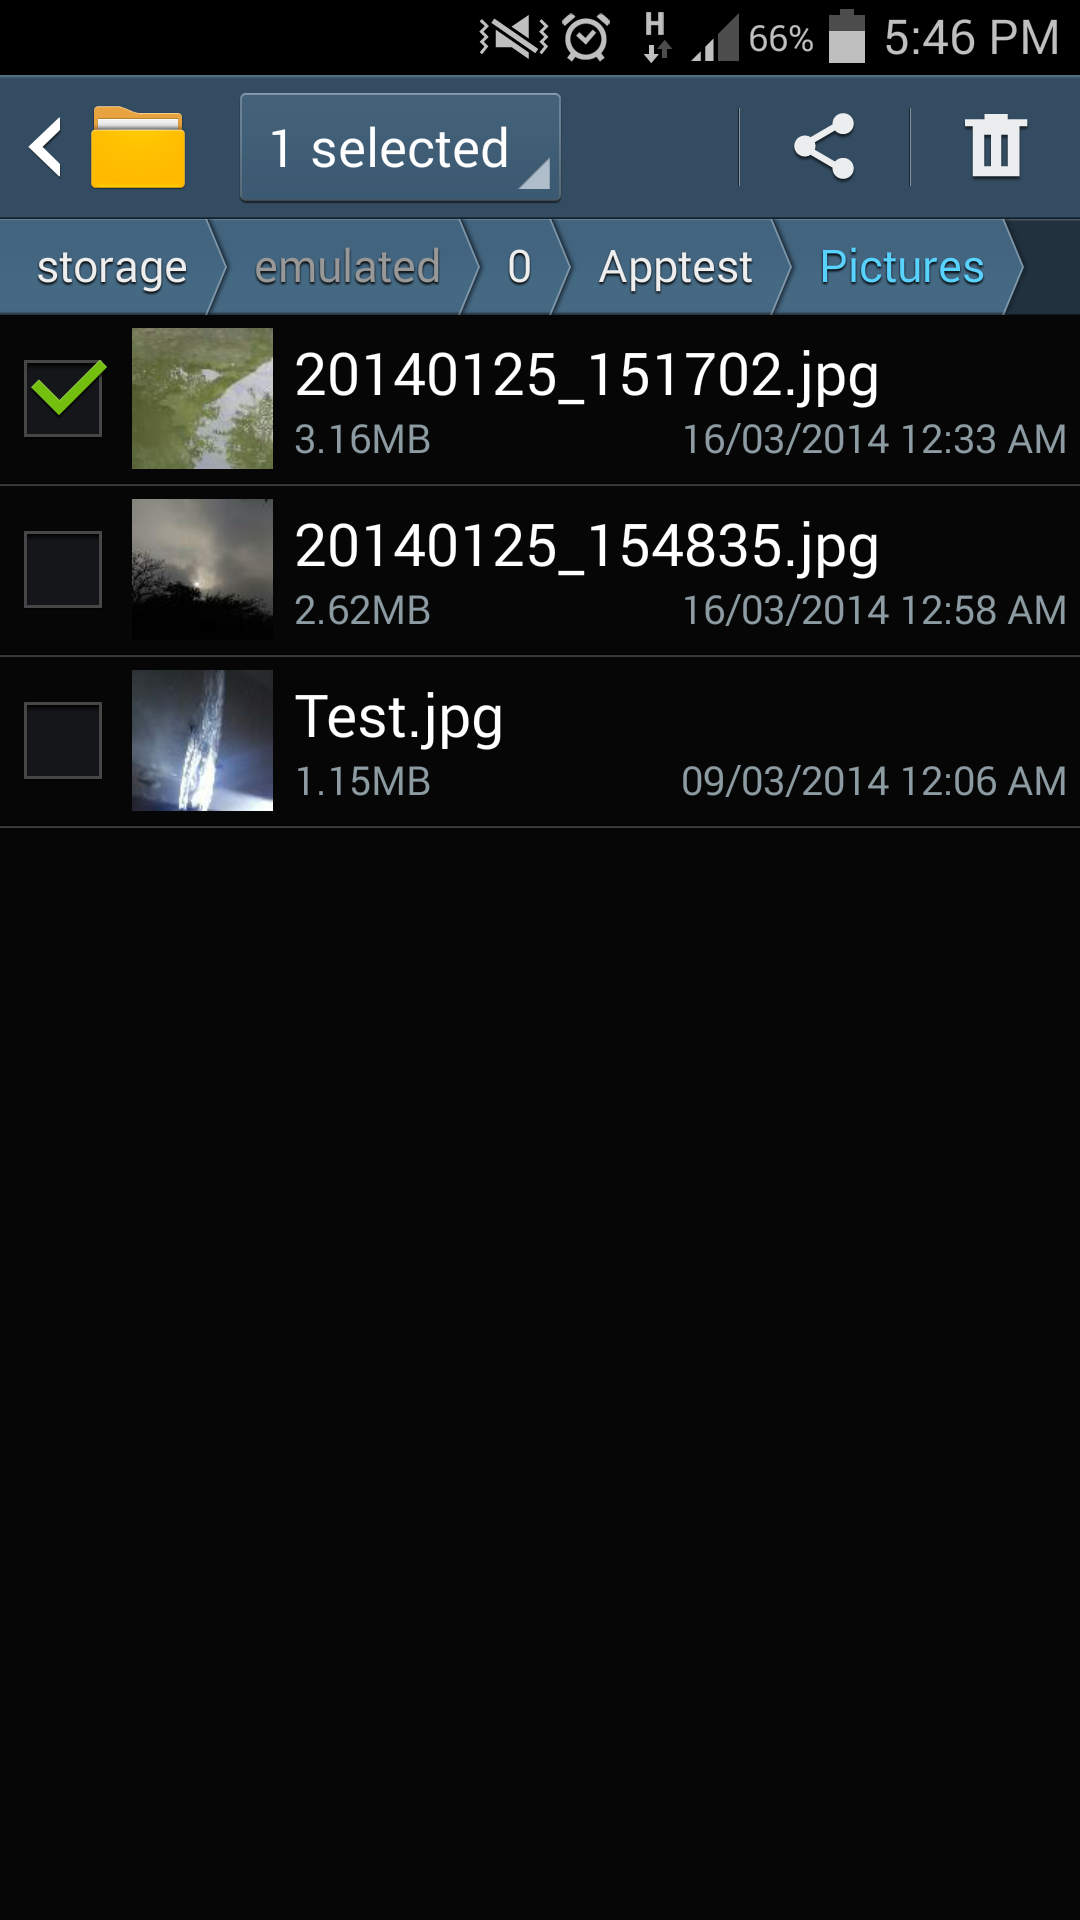 H 66% 5:46 PM
1 selected
storage emulated 0 Apptest Pictures
20140125_151702.jpg
3.16MB 16/03/2014 12:33 AM
20140125_154835.jpg
2.62MB 16/03/2014 12:58 AM
Test.jpg
1.15MB 09/03/2014 12:06 AM